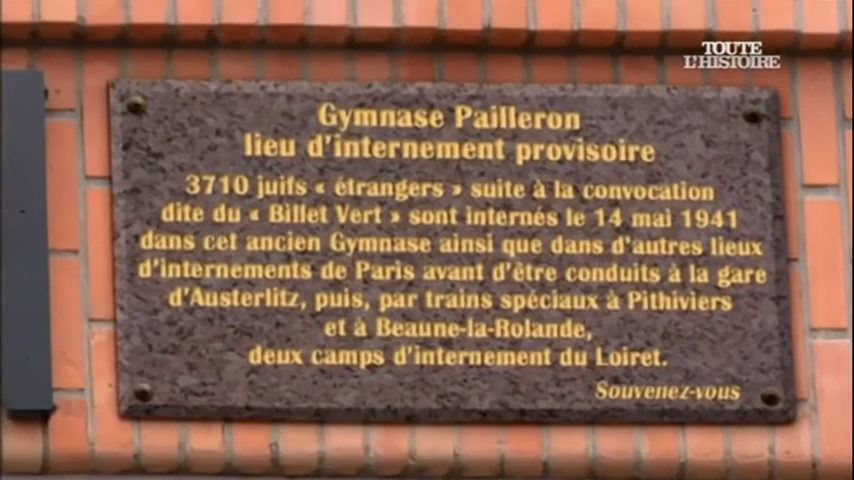 TOUTE
L'HISTOIRE
Gymnase Pailleron
lieu d'internement provisoire
3710 juifs « étrangers » suite à la convocation
dite du « Billet Vert » sont internés le 14 mai 1941
dans cet ancien Gymnase ainsi que dans d'autres lieux
d'internements de Paris avant d'être conduits à la gare
d'Austerlitz, puis, par trains spéciaux à Pithiviers
et à Beaune-la-Rolande,
deux camps d'internement du Loiret.
Souvenez-vous